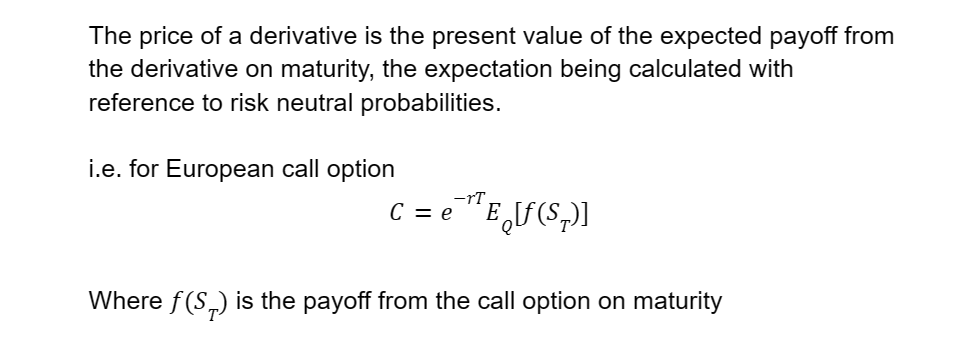 The price of a derivative is the present value of the expected payoff from
the derivative on maturity, the expectation being calculated with
reference to risk neutral probabilities.
i.e. for European call option
C = e^{-rT} E_Q[f(S_T)]
Where f(S_T) is the payoff from the call option on maturity